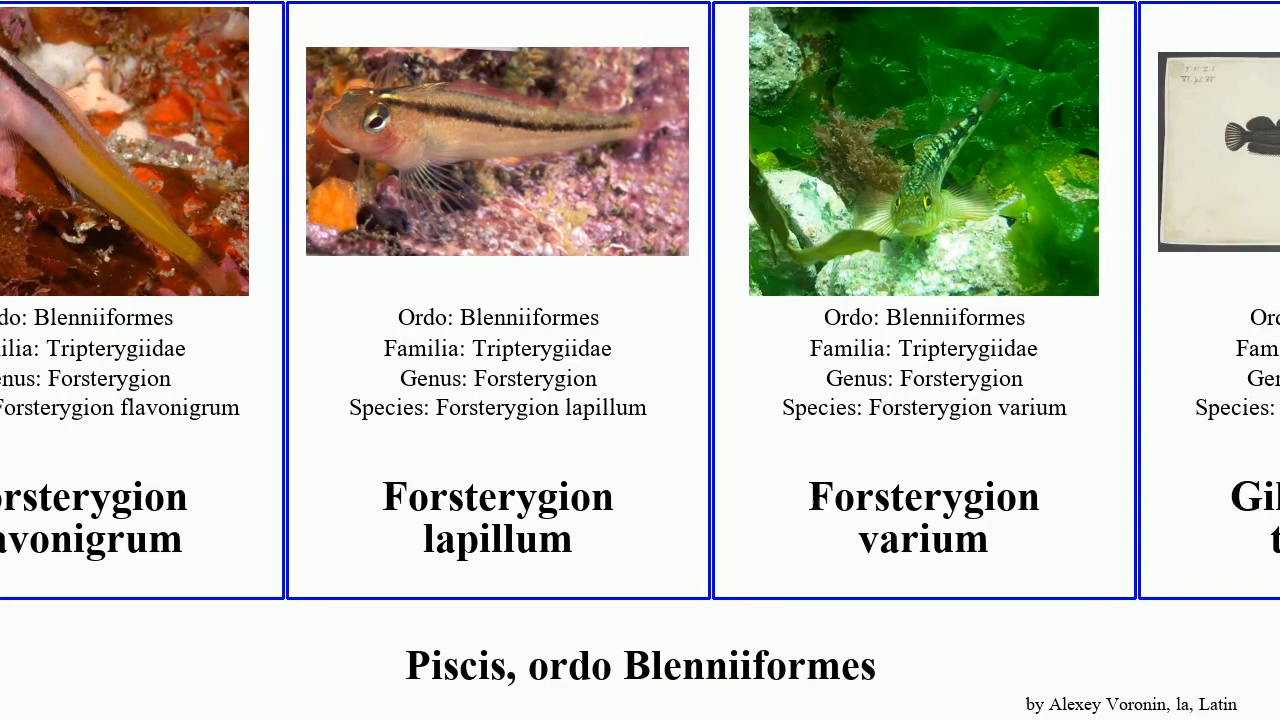 do: Blenniiformes
ilia: Tripterygiidae
nus: Forsterygion
Forsterygion flavonigrum
orsterygion
avonigrum
Ordo: Blenniiformes
Familia: Tripterygiidae
Genus: Forsterygion
Species: Forsterygion lapillum
Forsterygion
lapillum
Ordo: Blenniiformes
Familia: Tripterygiidae
Genus: Forsterygion
Species: Forsterygion varium
Forsterygion
varium
Ord
Fam
Gen
Species:
Gil
t
Piscis, ordo Blenniiformes
by Alexey Voronin, la, Latin